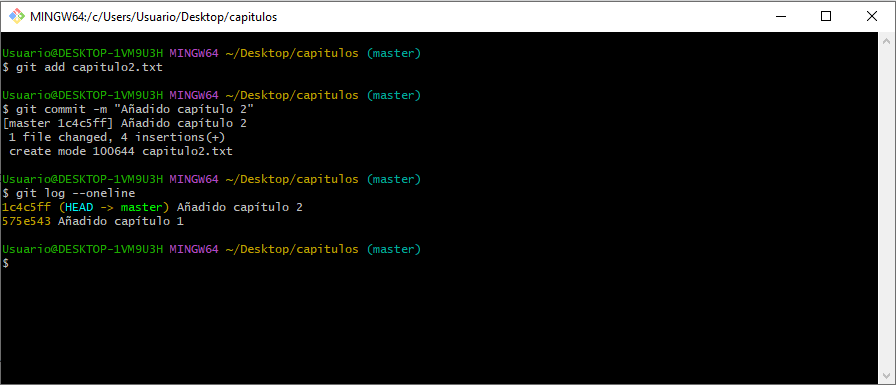 MINGW64:/c/Users/Usuario/Desktop/capitulos
Usuario@DESKTOP-1VM9U3H MINGW64 ~/Desktop/capitulos (master)
$ git add capitulo2.txt
Usuario@DESKTOP-1VM9U3H MINGW64 ~/Desktop/capitulos (master)
$ git commit -m "Añadido capítulo 2"
[master 1c4c5ff] Añadido capítulo 2
 1 file changed, 4 insertions(+)
 create mode 100644 capitulo2.txt
Usuario@DESKTOP-1VM9U3H MINGW64 ~/Desktop/capitulos (master)
$ git log --oneline
1c4c5ff (HEAD -> master) Añadido capítulo 2
575e543 Añadido capítulo 1
Usuario@DESKTOP-1VM9U3H MINGW64 ~/Desktop/capitulos (master)
$